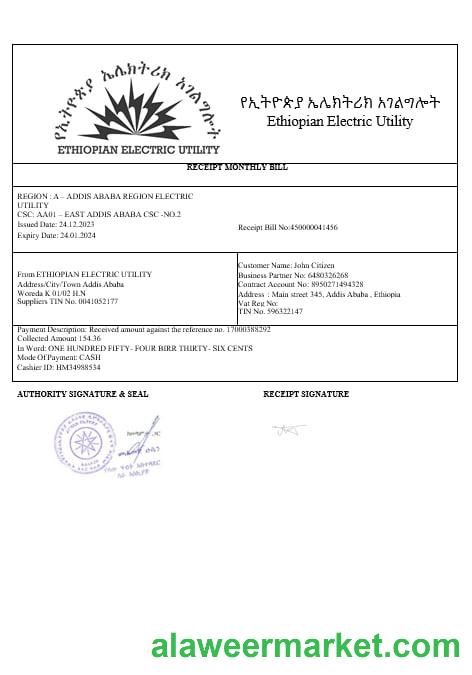 የኢትዮጵያ ኤሌክትሪክ አገልግሎት
ETHIOPIAN ELECTRIC UTILITY
የኢትዮጵያ ኤሌክትሪክ አገልግሎት
Ethiopian Electric Utility
RECEIPT MONTHLY BILL
REGION : A – ADDIS ABABA REGION ELECTRIC
UTILITY
CSC: AA01 – EAST ADDIS ABABA CSC -NO.2
Issued Date: 24.12.2023
Expiry Date: 24.01.2024
Receipt Bill No:450000041456
From ETHIOPIAN ELECTRIC UTILITY
Address/City/Town Addis Ababa
Woreda K 01/02 H.N
Suppliers TIN No. 0041052177
Customer Name: John Citizen
Business Partner No: 6480326268
Contract Account No: 8950271494328
Address : Main street 345, Addis Ababa , Ethiopia
Vat Reg No:
TIN No. 596322147
Payment Description: Received amount against the reference no. 17000388292
Collected Amount 154.36
In Word: ONE HUNDRED FIFTY- FOUR BIRR THIRTY- SIX CENTS
Mode Of Payment: CASH
Cashier ID: HM34988534
AUTHORITY SIGNATURE & SEAL
RECEIPT SIGNATURE
alaweermarket.com